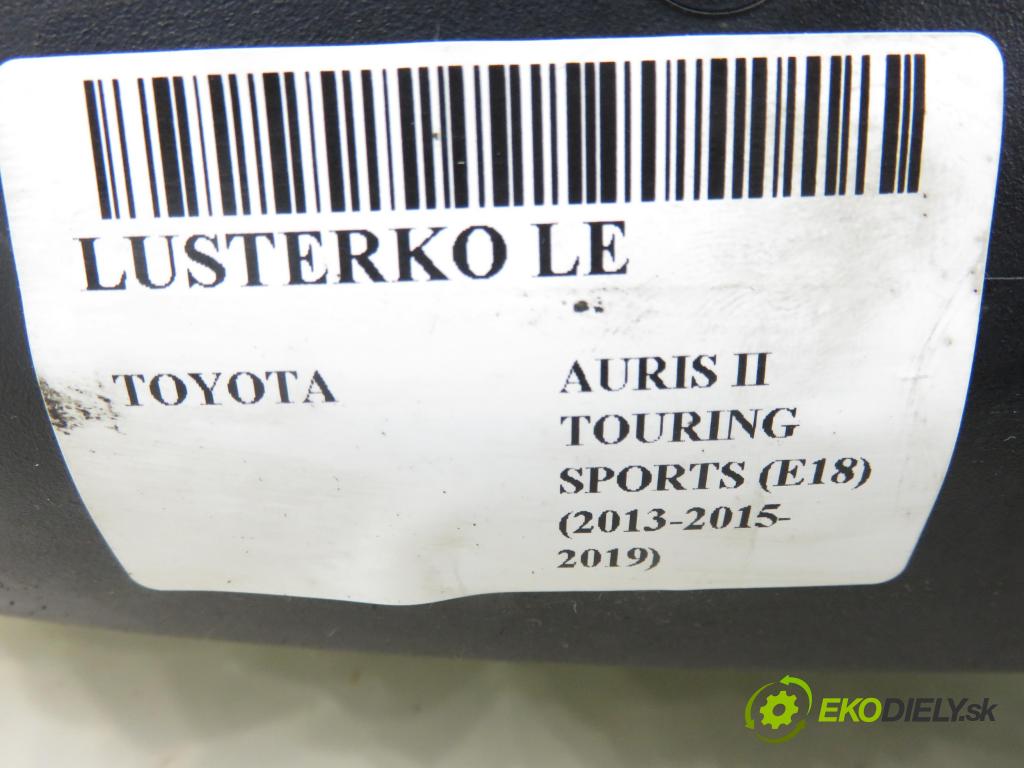 LUSTERKO LE
TOYOTA
AURIS II
TOURING
SPORTS (E18)
(2013-2015-
2019)
EKODIELY.sk